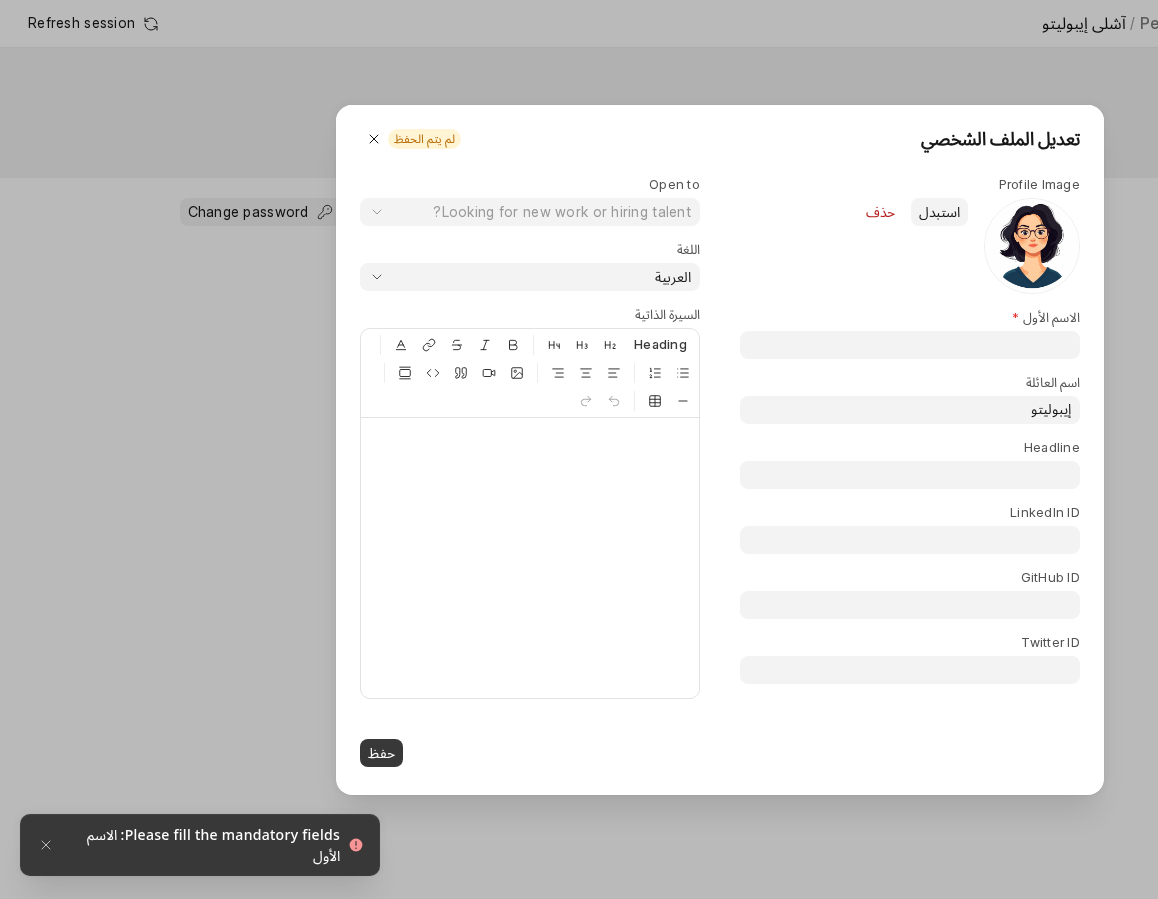 Pe / آشلی إيبوليتو
Refresh session
Change password
تعديل الملف الشخصي
لم يتم الحفظ
Profile Image
استبدل
حذف
الاسم الأول *
اسم العائلة
إيبوليتو
Headline
LinkedIn ID
GitHub ID
Twitter ID
Open to
Looking for new work or hiring talent?
اللغة
العربية
السيرة الذاتية
Heading
حفظ
Please fill the mandatory fields: الاسم
الأول